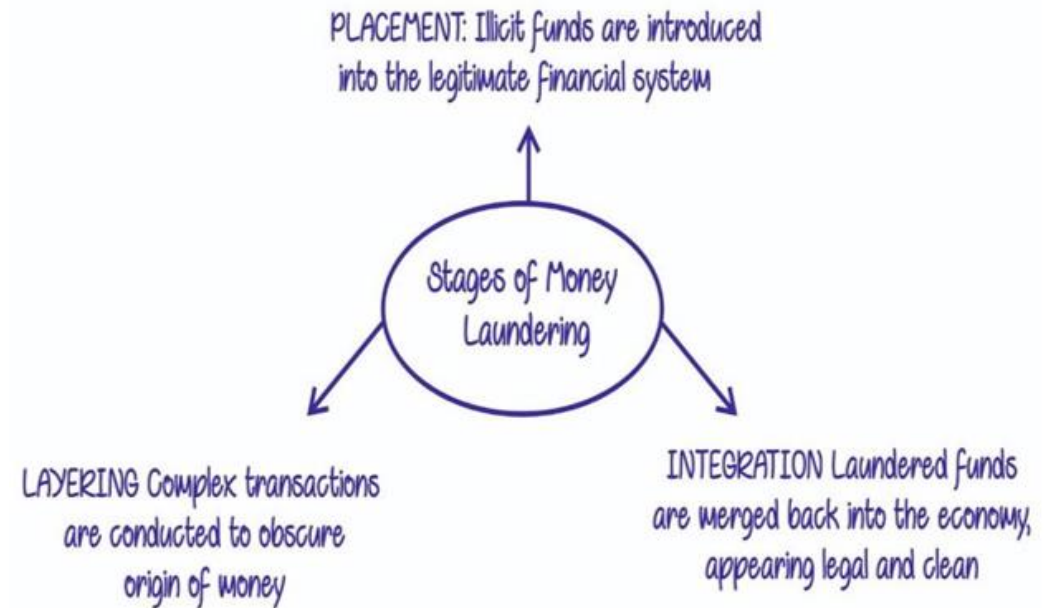 PLACEMENT: Illicit funds are introduced
into the legitimate financial system
Stages of Money
Laundering
LAYERING Complex transactions
are conducted to obscure
origin of money
INTEGRATION Laundered funds
are merged back into the economy,
appearing legal and clean